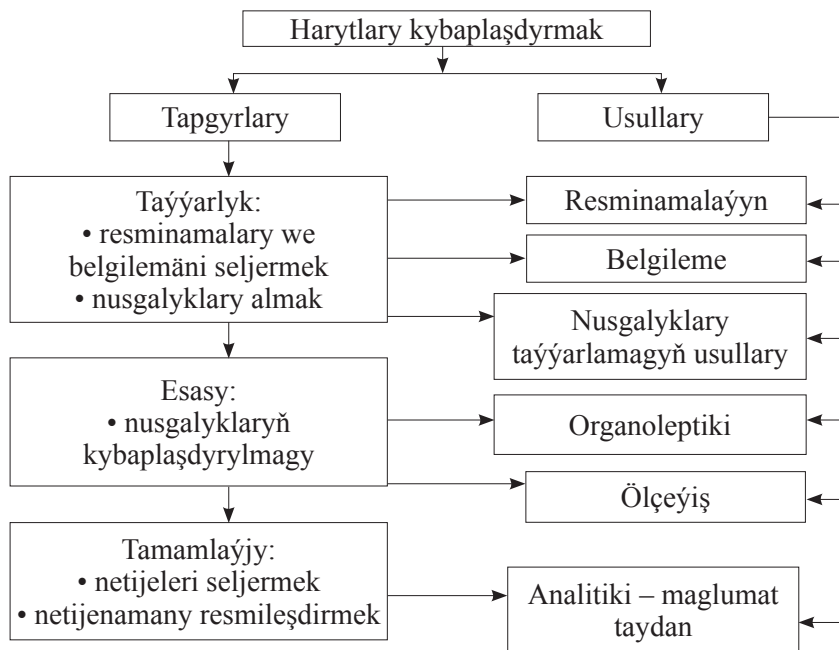 Harytlary kybaplaşdyrmak
Tapgyrlary
Usullary
Taýýarlyk:
• resminamalary we
belgilemäni seljermek
• nusgalyklary almak
Resminamalaýyn
Belgileme
Nusgalyklary
taýýarlamagyň usullary
Esasy:
• nusgalyklaryň
kybaplaşdyrylmagy
Organoleptiki
Ölçeýiş
Tamamlaýjy:
• netijeleri seljermek
• netijenamany resmileşdirmek
Analitiki – maglumat
taydan